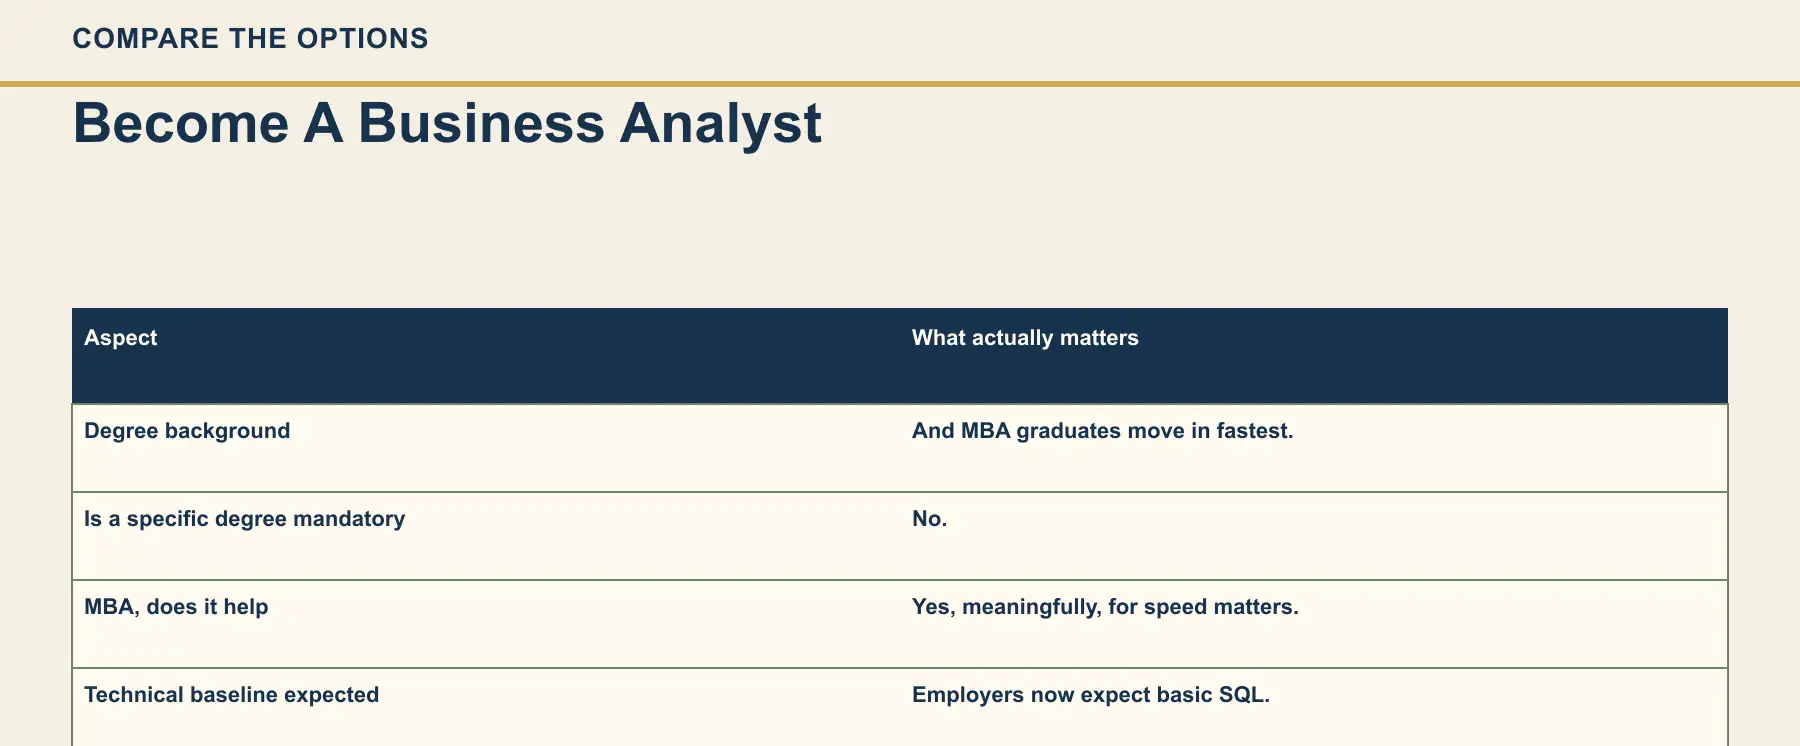 COMPARE THE OPTIONS
Become A Business Analyst
Aspect What actually matters
Degree background And MBA graduates move in fastest.
Is a specific degree mandatory No.
MBA, does it help Yes, meaningfully, for speed matters.
Technical baseline expected Employers now expect basic SQL.